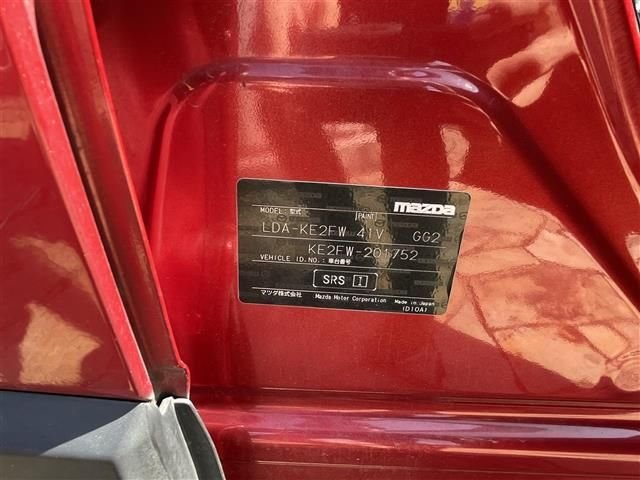 mazda
MODEL: 型式 PAINT
LDA-KE2FW 41V GG2
KE2FW-201752
VEHICLE ID.NO.: 車台番号
SRS I
マツダ株式会社 Mazda Motor Corporation Made in Japan
(D10A)